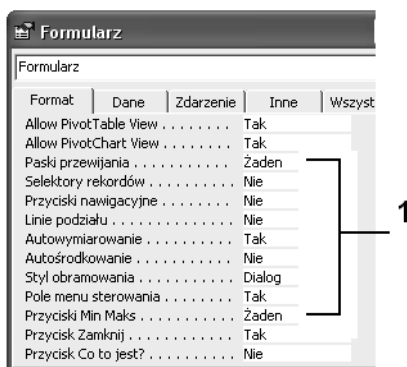 Formularz
Formularz
Format Dane Zdarzenie Inne Wszyst
Allow PivotTable View . . . . . . . . Tak
Allow PivotChart View . . . . . . . . Tak
Paski przewijania . . . . . . . . . . . Żaden
Selektory rekordów . . . . . . . . . . Nie
Przyciski nawigacyjne . . . . . . . . Nie
Linie podziału . . . . . . . . . . . . . . Nie
Autowymiarowanie . . . . . . . . . . Tak
Autośrodkowanie . . . . . . . . . . . Nie
Styl obramowania . . . . . . . . . . . Dialog
Pole menu sterowania . . . . . . . . Tak
Przyciski Min Maks . . . . . . . . . . . Żaden
Przycisk Zamknij . . . . . . . . . . . . Tak
Przycisk Co to jest? . . . . . . . . . . Nie
1